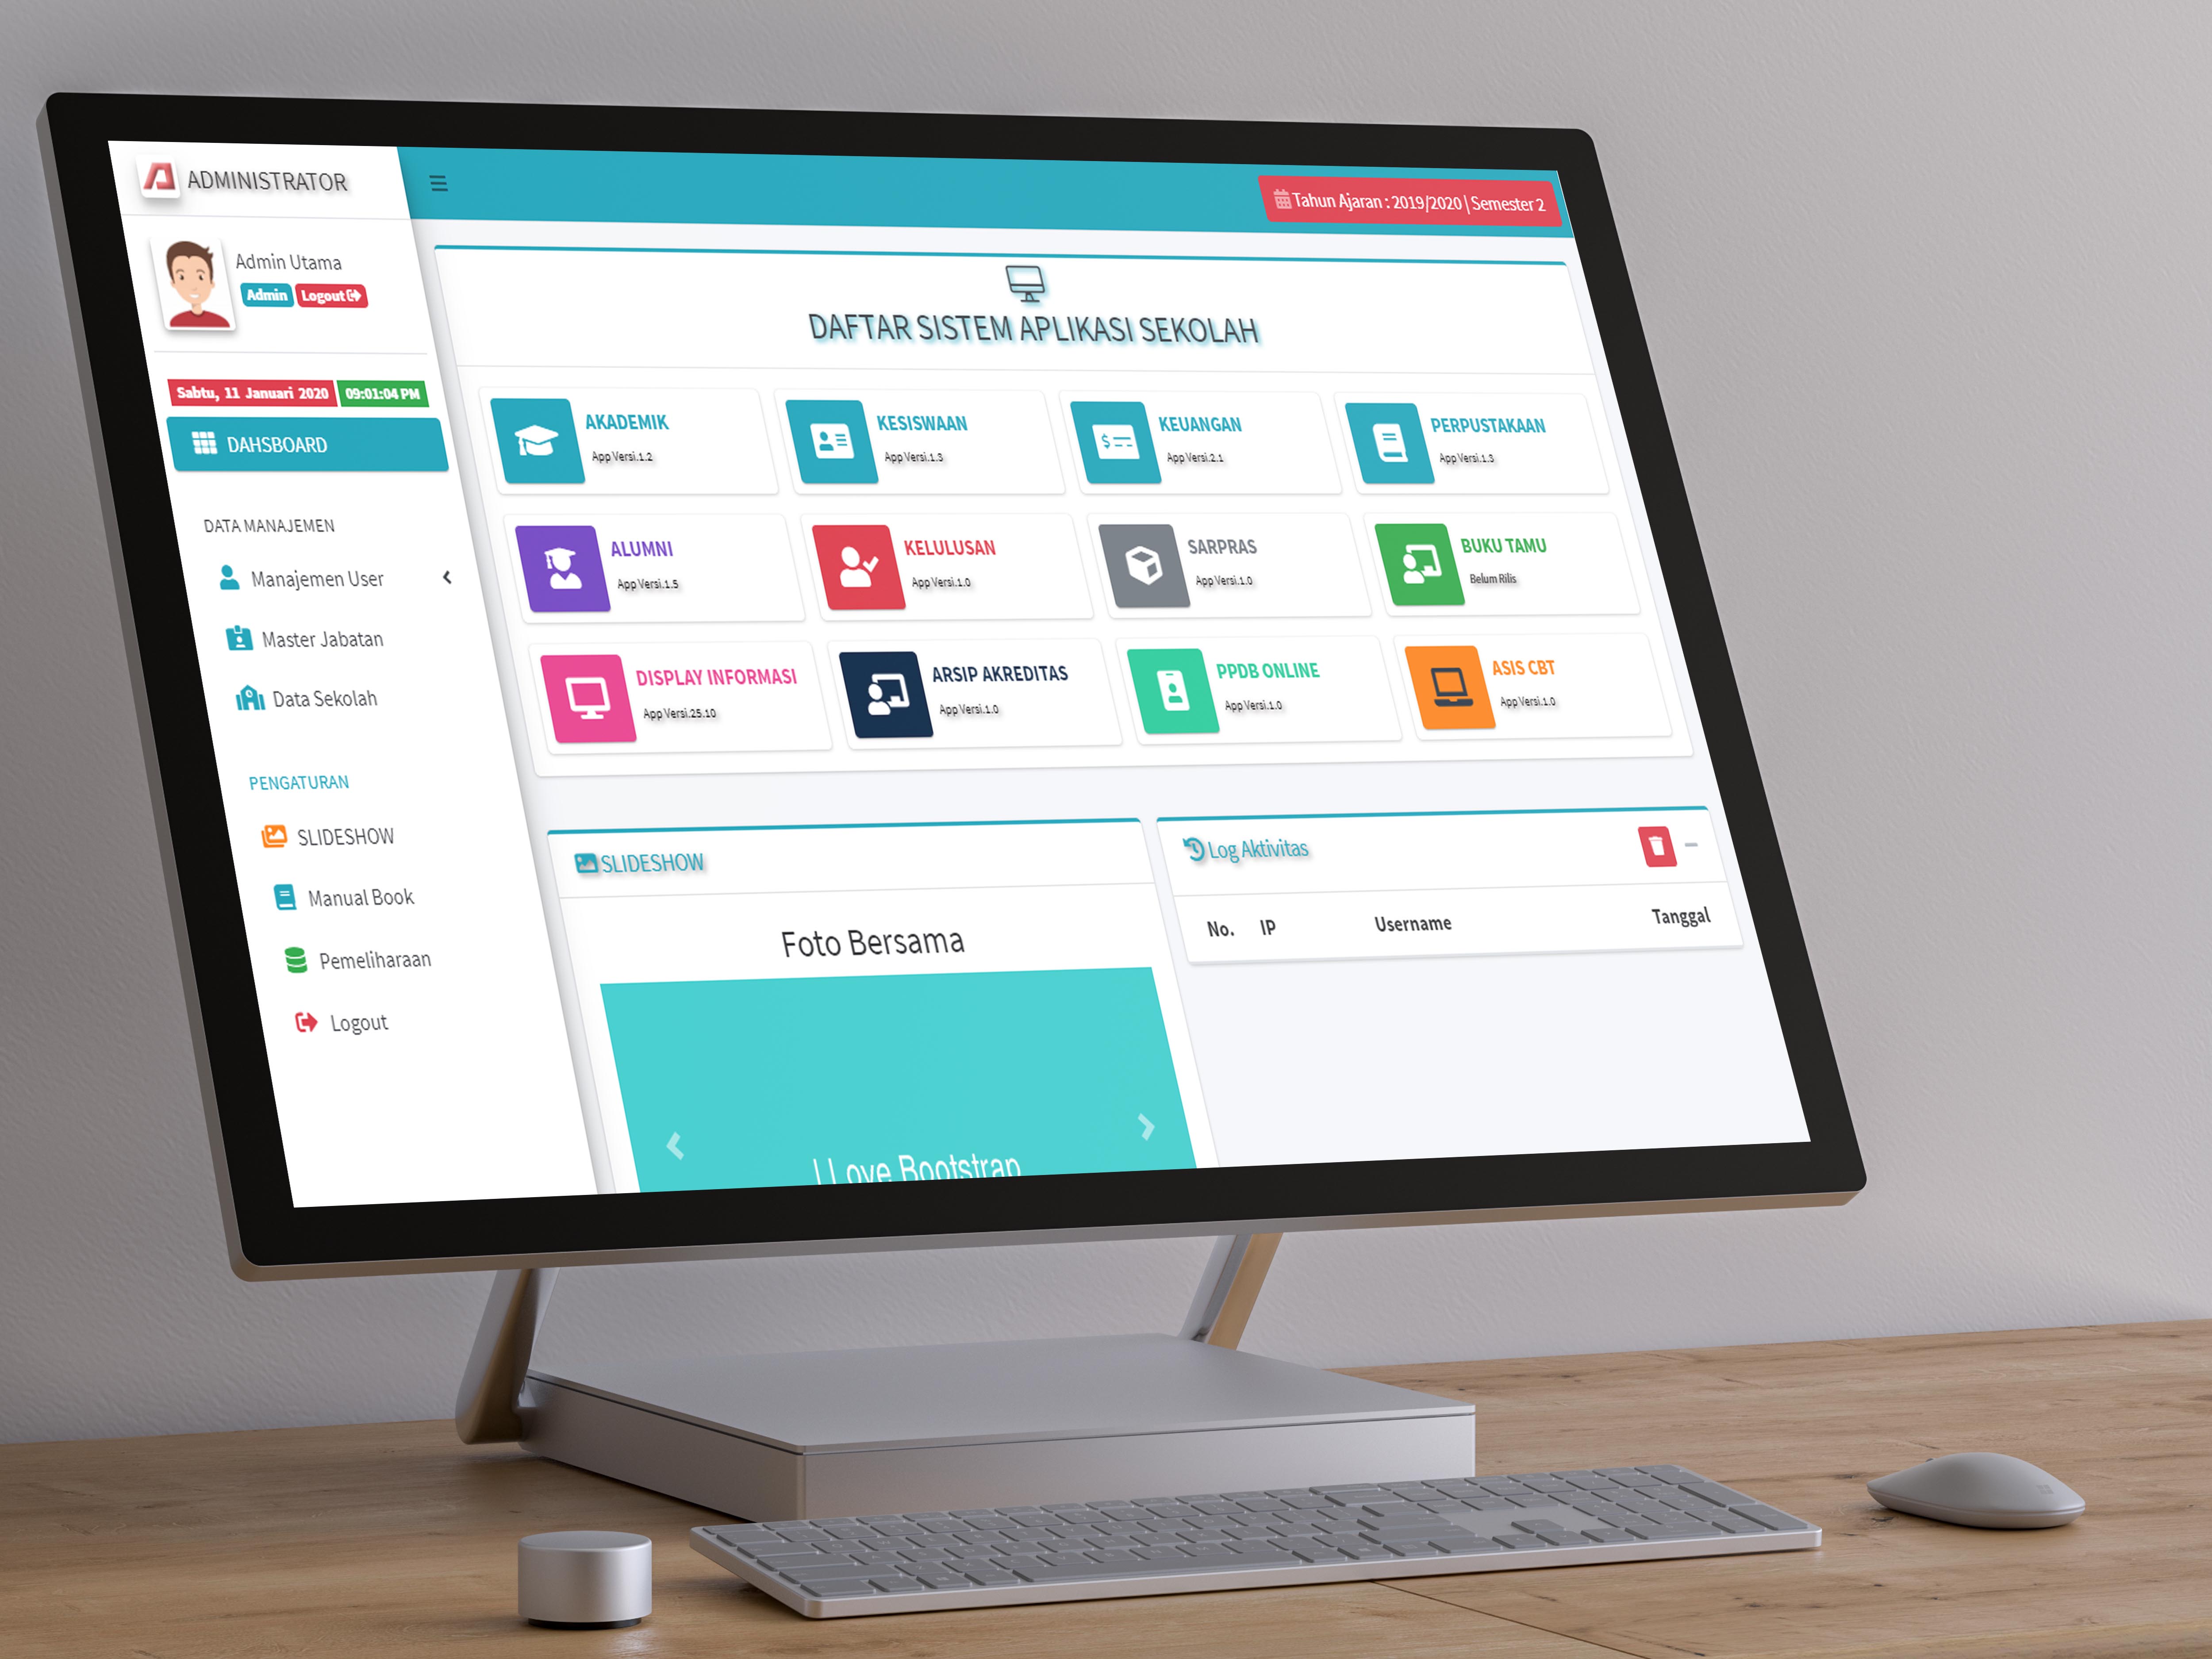 ADMINISTRATOR
Tahun Ajaran : 2019/2020 | Semester 2
Admin Utama
Admin Logout
Sabtu, 11 Januari 2020 09:01:04 PM
DAHSBOARD
DATA MANAJEMEN
Manajemen User
Master Jabatan
Data Sekolah
PENGATURAN
SLIDESHOW
Manual Book
Pemeliharaan
Logout
DAFTAR SISTEM APLIKASI SEKOLAH
AKADEMIK
App Versi.1.2
KESISWAAN
App Versi.1.3
KEUANGAN
App Versi.2.1
PERPUSTAKAAN
App Versi.1.3
ALUMNI
App Versi.1.5
KELULUSAN
App Versi.1.0
SARPRAS
App Versi.1.0
BUKU TAMU
Belum Rilis
DISPLAY INFORMASI
App Versi.25.10
ARSIP AKREDITAS
App Versi.1.0
PPDB ONLINE
App Versi.1.0
ASIS CBT
App Versi.1.0
SLIDESHOW
Foto Bersama
I Love Bootstrap
Log Aktivitas
No. IP Username Tanggal